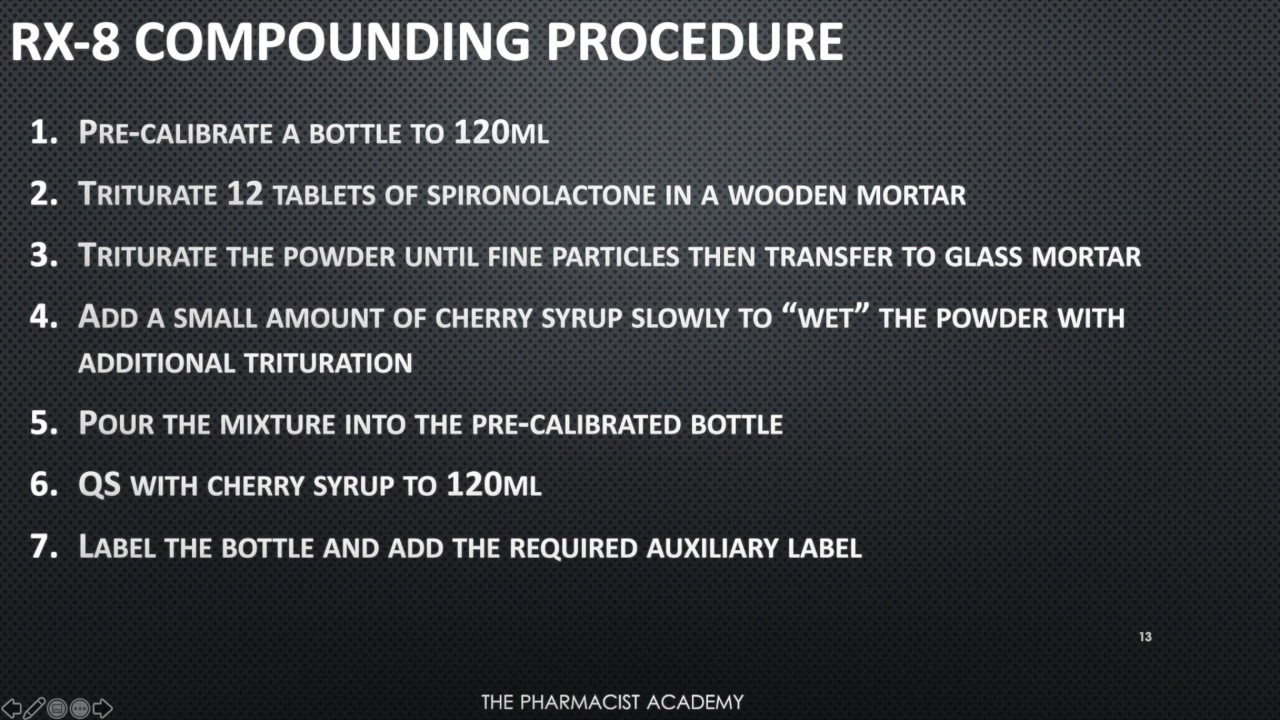 RX-8 COMPOUNDING PROCEDURE
1. PRE-CALIBRATE A BOTTLE TO 120ML
2. TRITURATE 12 TABLETS OF SPIRONOLACTONE IN A WOODEN MORTAR
3. TRITURATE THE POWDER UNTIL FINE PARTICLES THEN TRANSFER TO GLASS MORTAR
4. ADD A SMALL AMOUNT OF CHERRY SYRUP SLOWLY TO “WET” THE POWDER WITH
ADDITIONAL TRITURATION
5. POUR THE MIXTURE INTO THE PRE-CALIBRATED BOTTLE
6. QS WITH CHERRY SYRUP TO 120ML
7. LABEL THE BOTTLE AND ADD THE REQUIRED AUXILIARY LABEL
13
THE PHARMACIST ACADEMY